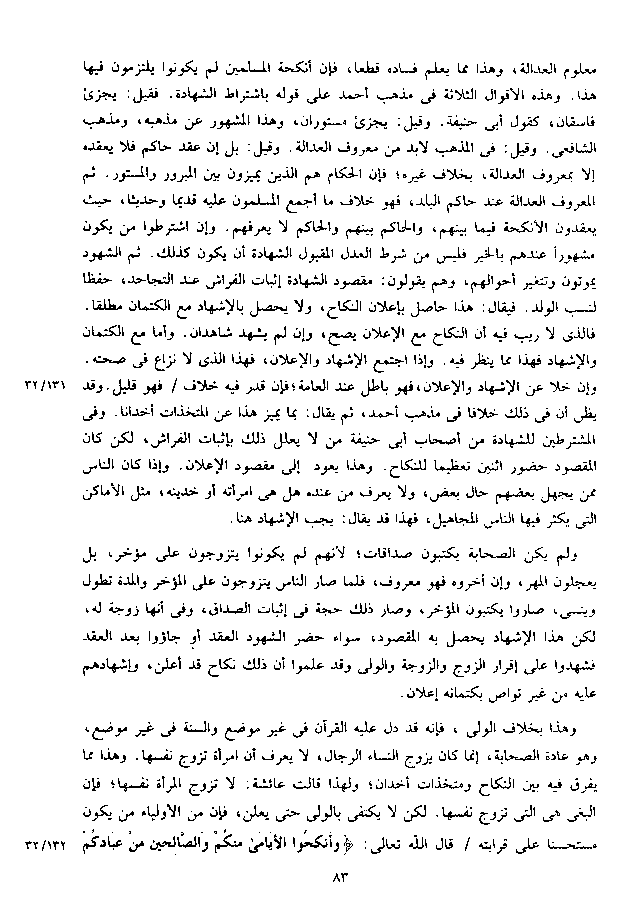 معلوم العدالة، وهذا مما يعلم فساده قطعا، فإن أنكحة المسلمين لم يكونوا يلتزمون فيها
هذا. وهذه الأقوال الثلاثة فى مذهب أحمد على قوله باشتراط الشهادة. فقيل: يجزئ
فاسقان، كقول أبى حنيفة. وقيل: يجزئ مستوران، وهذا المشهور عن مذهبه، ومذهب
الشافعى. وقيل: فى المذهب لابد من معروف العدالة. وقيل: بل إن عقد حاكم فلا يعقده
إلا بمعروف العدالة، بخلاف غيره؛ فإن الحكام هم الذين يميزون بين المبرور والمستور. ثم
المعروف العدالة عند حاكم البلد، فهو خلاف ما أجمع المسلمون عليه قديما وحديثا، حيث
يعقدون الأنكحة فيما بينهم، والحاكم بينهم والحاكم لا يعرفهم. وإن اشترطوا من يكون
مشهوراً عندهم بالخير فليس من شرط العدل المقبول الشهادة أن يكون كذلك. ثم الشهود
يموتون وتتغير أحوالهم، وهم يقولون: مقصود الشهادة إثبات الفراش عند التجاحد، حفظا
لنسب الولد. فيقال: هذا حاصل بإعلان النكاح، ولا يحصل بالإشهاد مع الكتمان مطلقا.
فالذى لا ريب فيه أن النكاح مع الإعلان يصح، وإن لم يشهد شاهدان. وأما مع الكتمان
والإشهاد فهذا مما ينظر فيه. وإذا اجتمع الإشهاد والإعلان، فهذا الذى لا نزاع فى صحته.
وإن خلا عن الإشهاد والإعلان، فهو باطل عند العامة؛ فإن قدر فيه خلاف / فهو قليل. وقد ٣٢/١٣١
يظن أن فى ذلك خلافا فى مذهب أحمد، ثم يقال: بما يميز هذا عن المتخذات أخدانا. وفى
المشترطين للشهادة من أصحاب أبى حنيفة من لا يعلل ذلك بإثبات الفراش، لكن كان
المقصود حضور اثنين تعظيما للنكاح. وهذا يعود إلى مقصود الإعلان. وإذا كان الناس
ممن يجهل بعضهم حال بعض، ولا يعرف من عنده هل هى امرأته أو خدينه، مثل الأماكن
التى يكثر فيها الناس المجاهيل، فهذا قد يقال: يجب الإشهاد هنا.
ولم يكن الصحابة يكتبون صداقات؛ لأنهم لم يكونوا يتزوجون على مؤخر، بل
يعجلون المهر، وإن أخروه فهو معروف، فلما صار الناس يتزوجون على المؤخر والمدة تطول
وينسى، صاروا يكتبون المؤخر، وصار ذلك حجة فى إثبات الصداق، وفى أنها زوجة له،
لكن هذا الإشهاد يحصل به المقصود، سواء حضر الشهود العقد أو جاؤوا بعد العقد
فشهدوا على إقرار الزوج والزوجة والولى وقد علموا أن ذلك نكاح قد أعلن، وإشهادهم
عليه من غير تواص بكتمانه إعلان.
وهذا بخلاف الولى ، فإنه قد دل عليه القرآن فى غير موضع والسنة فى غير موضع،
وهو عادة الصحابة، إنما كان يزوج النساء الرجال، لا يعرف أن امرأة تزوج نفسها. وهذا مما
يفرق فيه بين النكاح ومتخذات أخدان؛ ولهذا قالت عائشة: لا تزوج المرأة نفسها؛ فإن
البغى هى التى تزوج نفسها. لكن لا يكتفى بالولى حتى يعلن، فإن من الأولياء من يكون
مستحسنا على قرابته / قال الله تعالى: ﴿ وَأَنكِحُوا الأَيَامَىٰ مِنكُمْ وَالصَّالِحِينَ مِنْ عِبَادِكُمْ ٣٢/١٣٢
٨٣